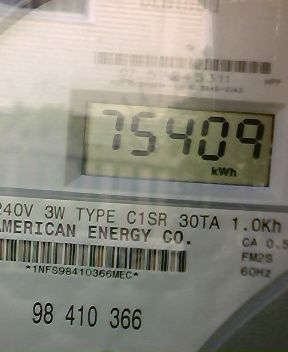 75409
kWh
240V 3W TYPE C1SR 30TA 1.0Kh
AMERICAN ENERGY CO.
CA 0.5
FM2S
60Hz
*1NFS98410366MEC*
98 410 366